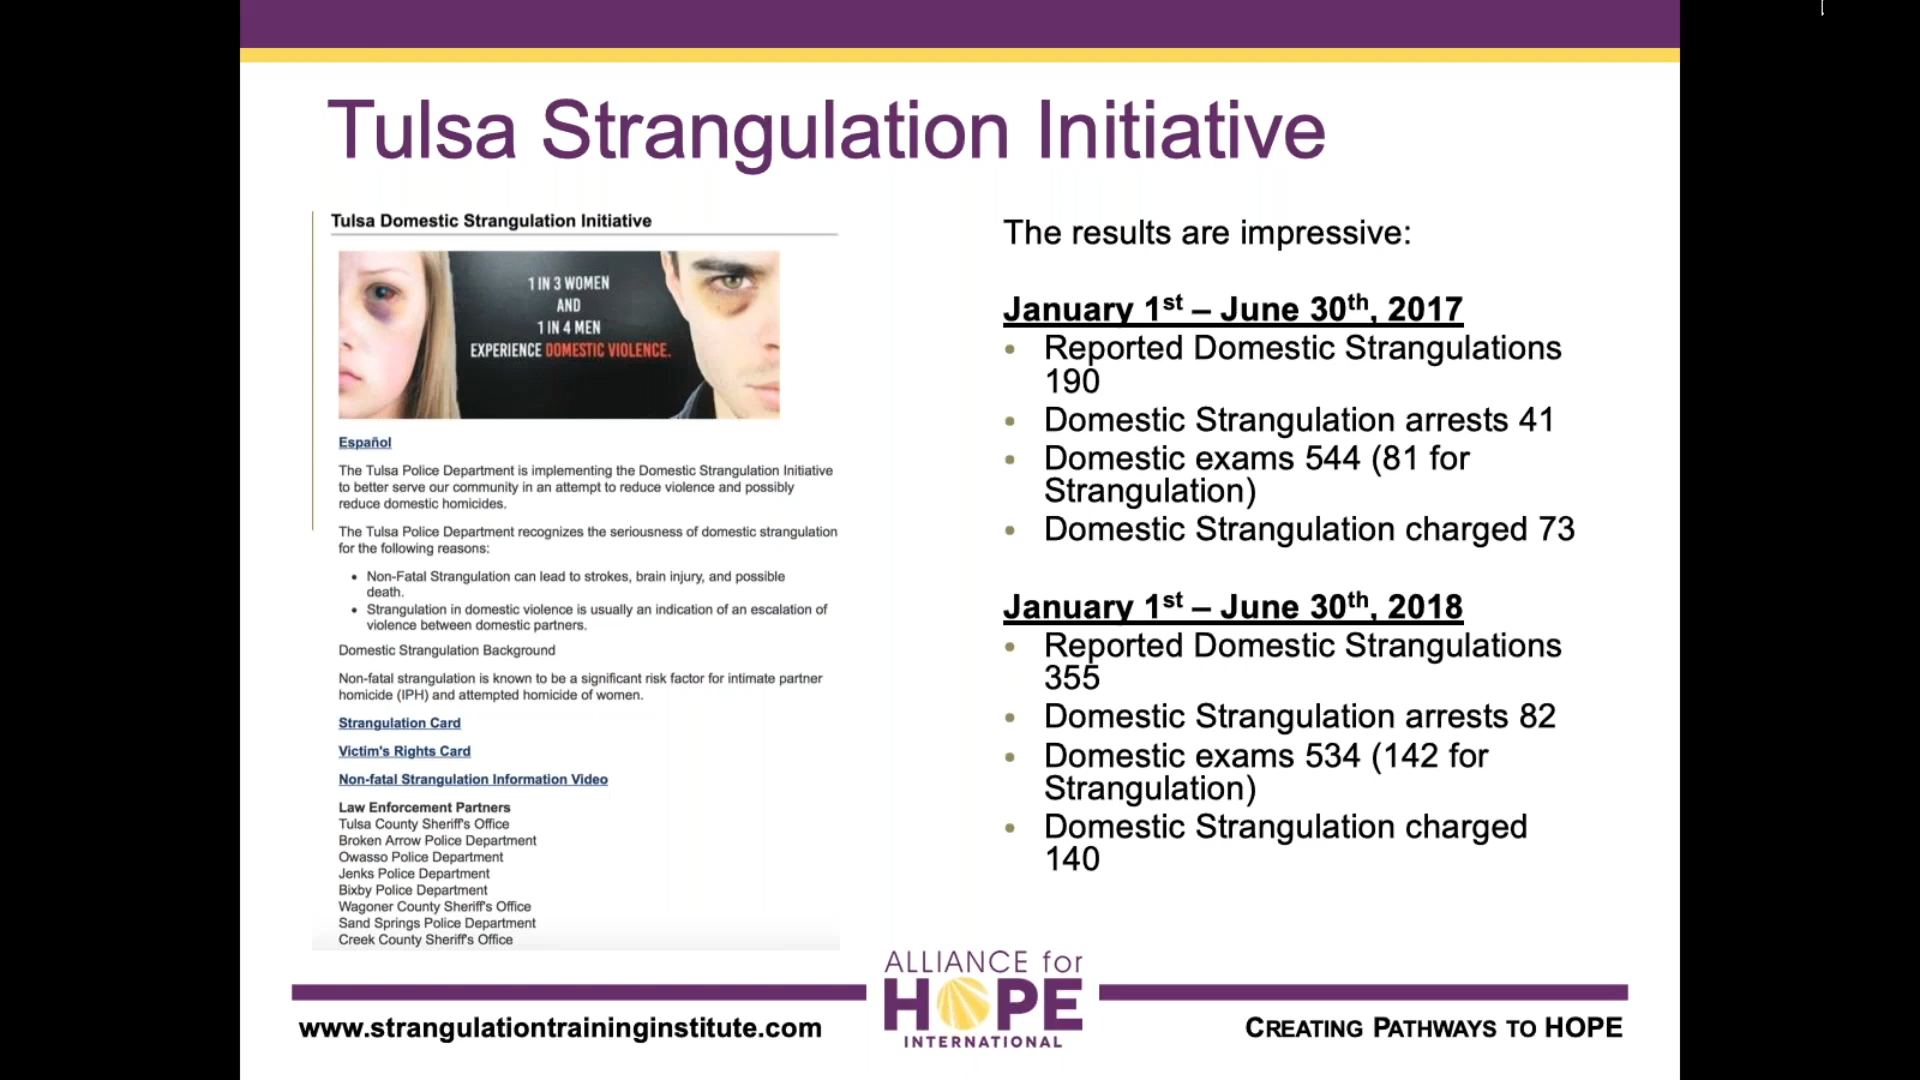 Tulsa Strangulation Initiative
Tulsa Domestic Strangulation Initiative
1 IN 3 WOMEN
AND
1 IN 4 MEN
EXPERIENCE DOMESTIC VIOLENCE.
Español
The Tulsa Police Department is implementing the Domestic Strangulation Initiative
to better serve our community in an attempt to reduce violence and possibly
reduce domestic homicides.
The Tulsa Police Department recognizes the seriousness of domestic strangulation
for the following reasons:
• Non-Fatal Strangulation can lead to strokes, brain injury, and possible
death.
• Strangulation in domestic violence is usually an indication of an escalation of
violence between domestic partners.
Domestic Strangulation Background
Non-fatal strangulation is known to be a significant risk factor for intimate partner
homicide (IPH) and attempted homicide of women.
Strangulation Card
Victim's Rights Card
Non-fatal Strangulation Information Video
Law Enforcement Partners
Tulsa County Sheriff's Office
Broken Arrow Police Department
Owasso Police Department
Jenks Police Department
Bixby Police Department
Wagoner County Sheriff's Office
Sand Springs Police Department
Creek County Sheriff's Office
The results are impressive:
January 1st – June 30th, 2017
• Reported Domestic Strangulations
190
• Domestic Strangulation arrests 41
• Domestic exams 544 (81 for
Strangulation)
• Domestic Strangulation charged 73
January 1st – June 30th, 2018
• Reported Domestic Strangulations
355
• Domestic Strangulation arrests 82
• Domestic exams 534 (142 for
Strangulation)
• Domestic Strangulation charged
140
www.strangulationtraininginstitute.com
ALLIANCE for
HOPE
INTERNATIONAL
CREATING PATHWAYS TO HOPE